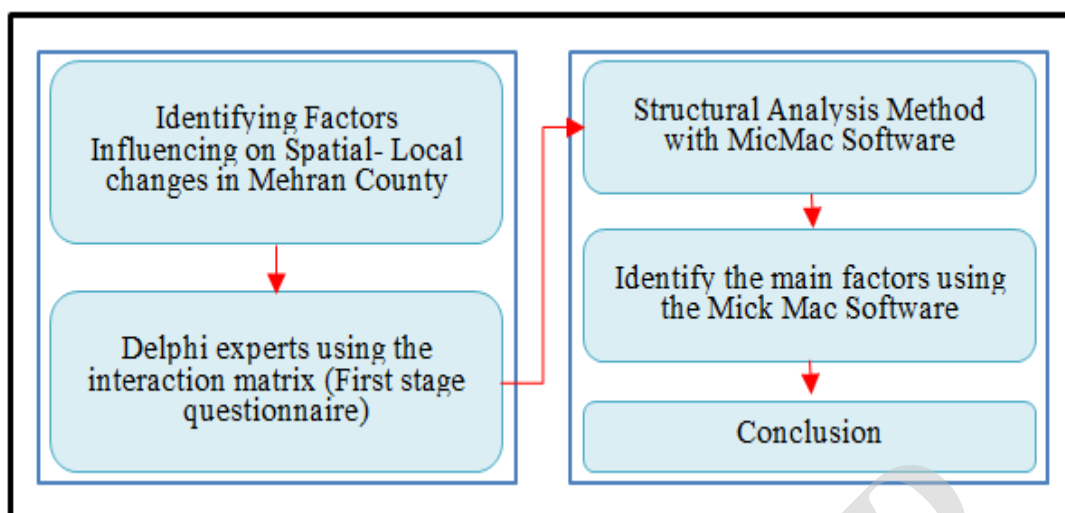 Identifying Factors
Influencing on Spatial- Local
changes in Mehran County
Delphi experts using the
interaction matrix (First stage
questionnaire)
Structural Analysis Method
with MicMac Software
Identify the main factors using
the Mick Mac Software
Conclusion